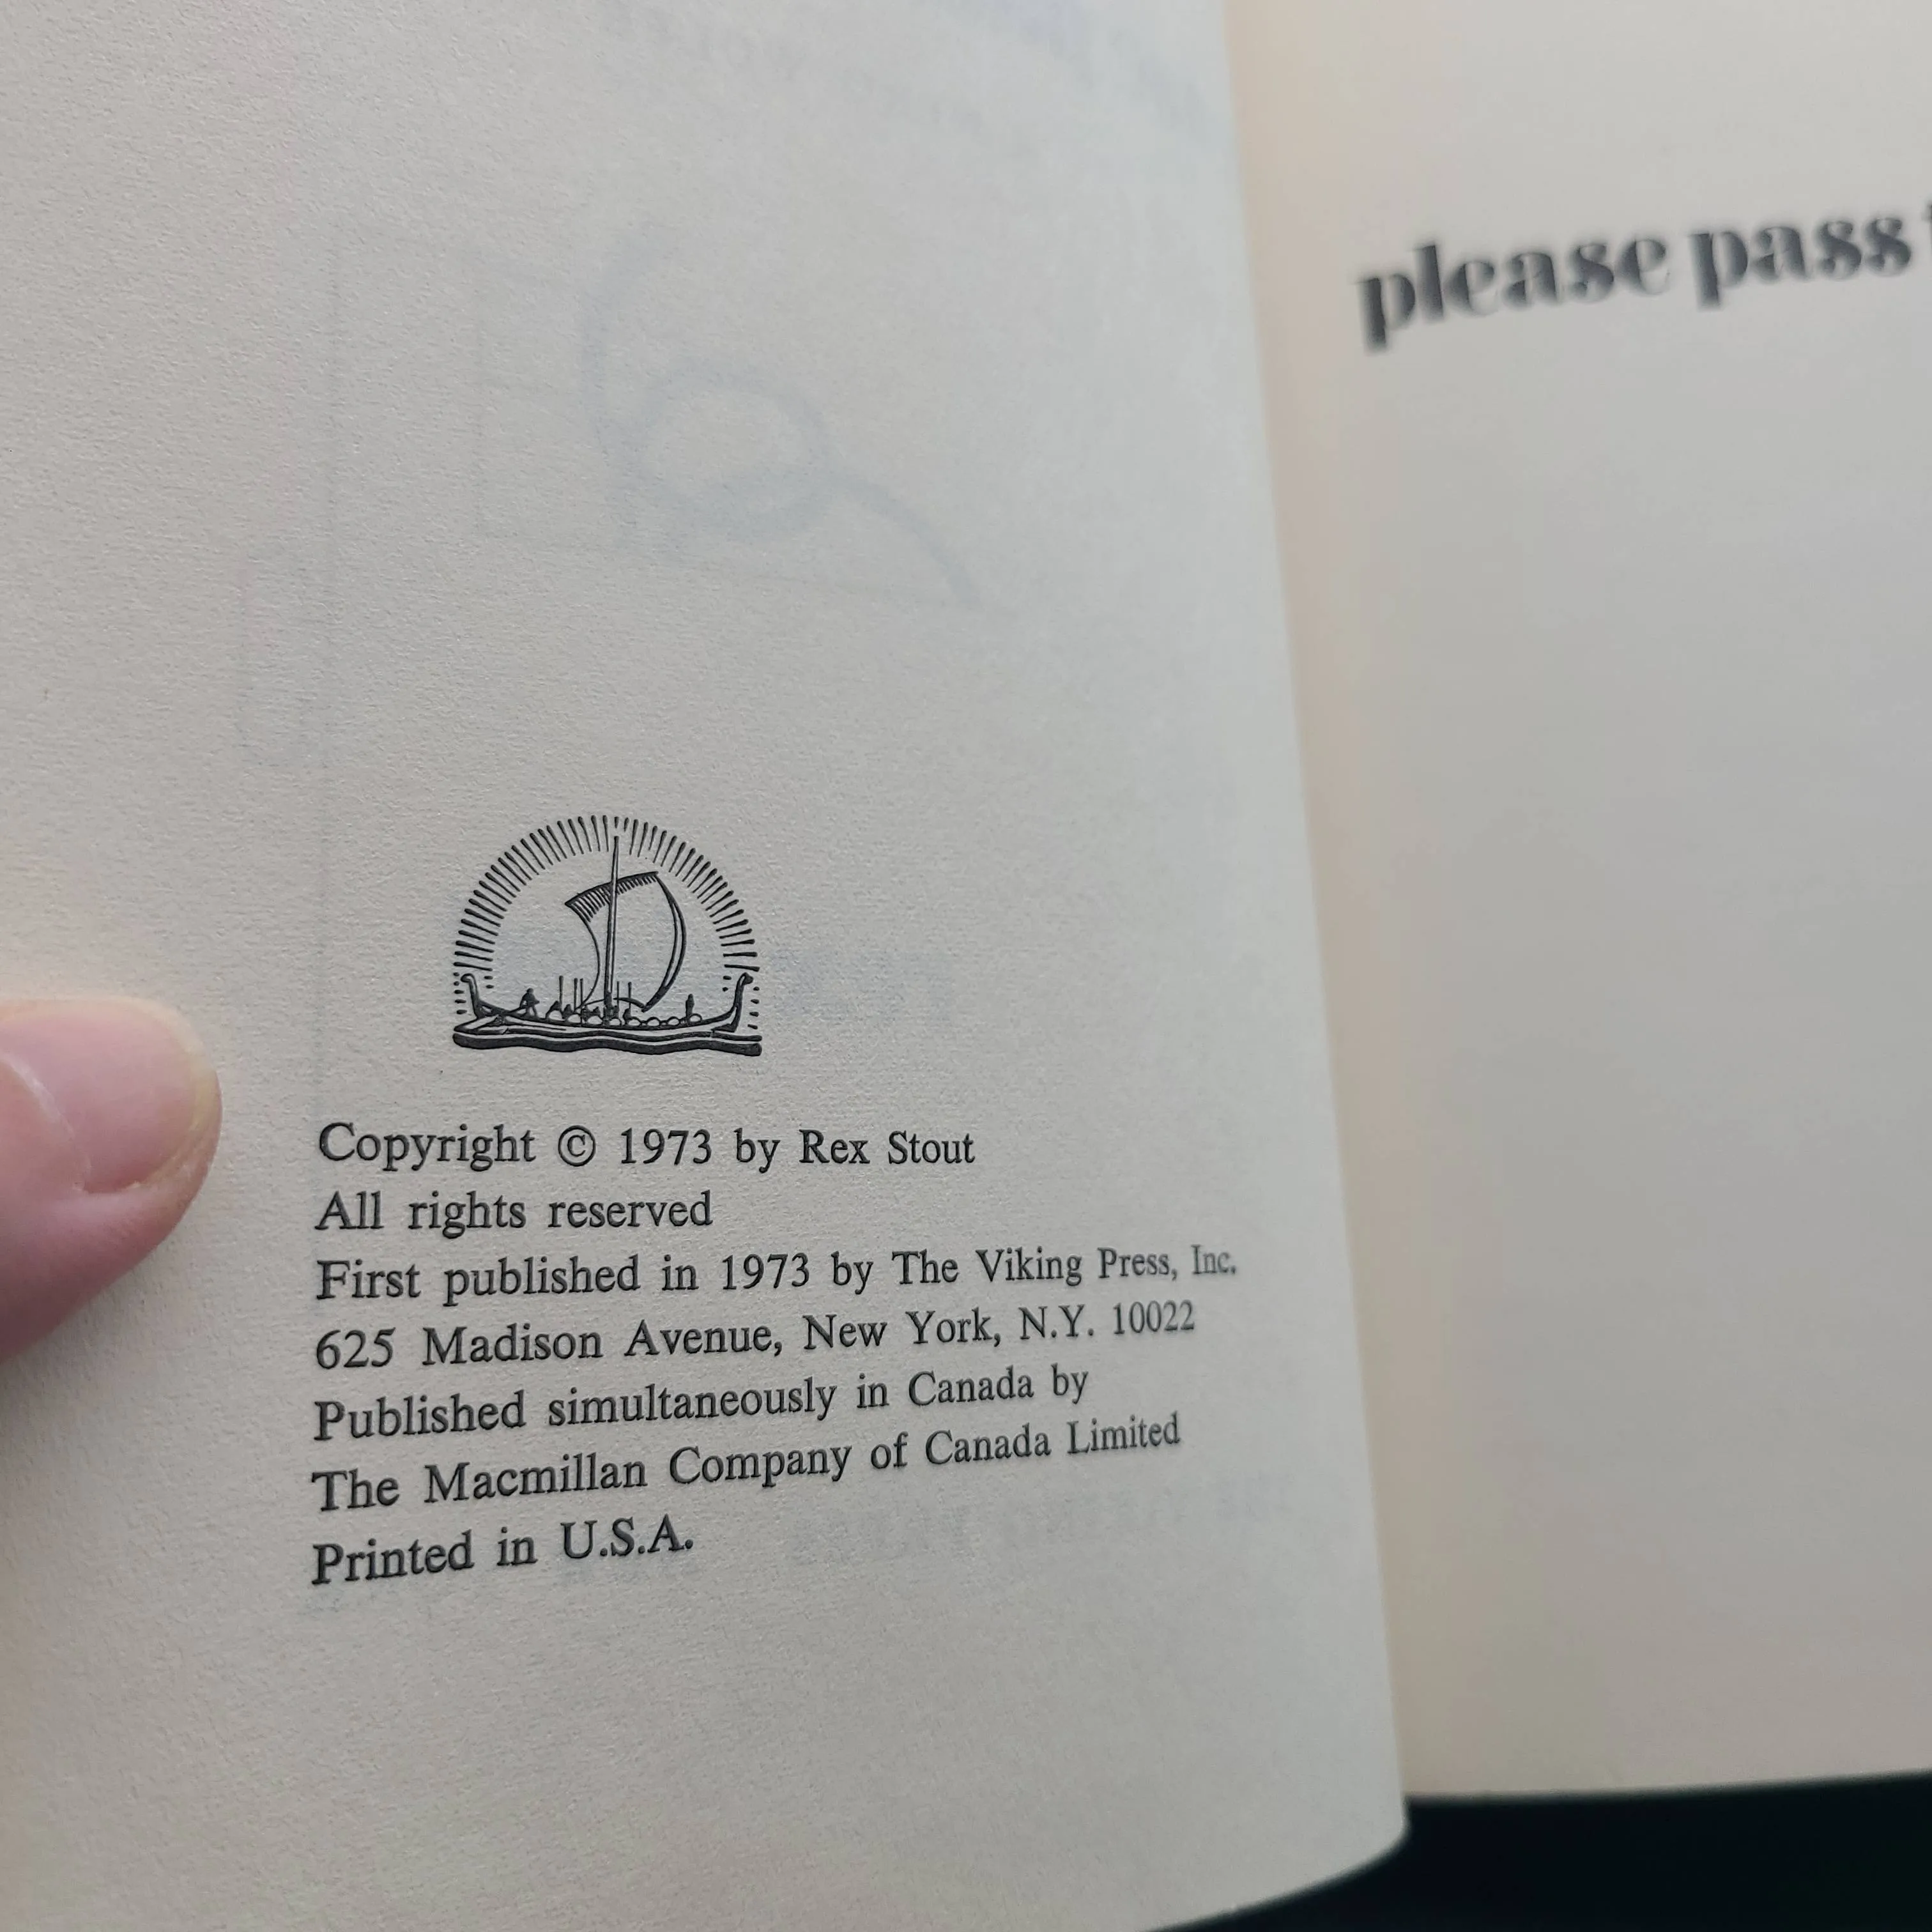 Copyright © 1973 by Rex Stout
All rights reserved
First published in 1973 by The Viking Press, Inc.
625 Madison Avenue, New York, N.Y. 10022
Published simultaneously in Canada by
The Macmillan Company of Canada Limited
Printed in U.S.A.
please pass